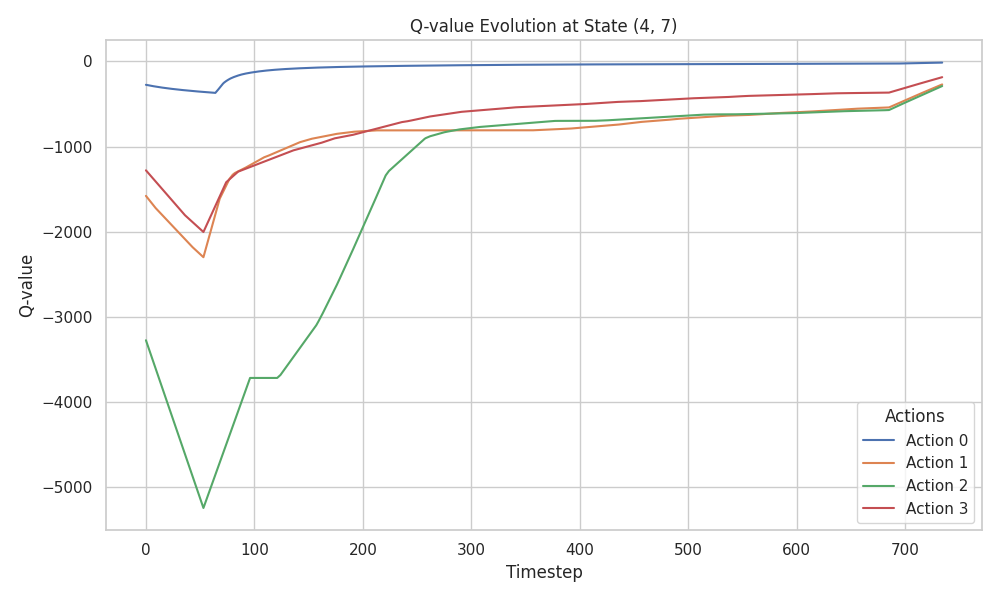 Q-value Evolution at State (4, 7)
0
−1000
−2000
−3000
−4000
−5000
Q-value
0 100 200 300 400 500 600 700
Timestep
Actions
Action 0
Action 1
Action 2
Action 3